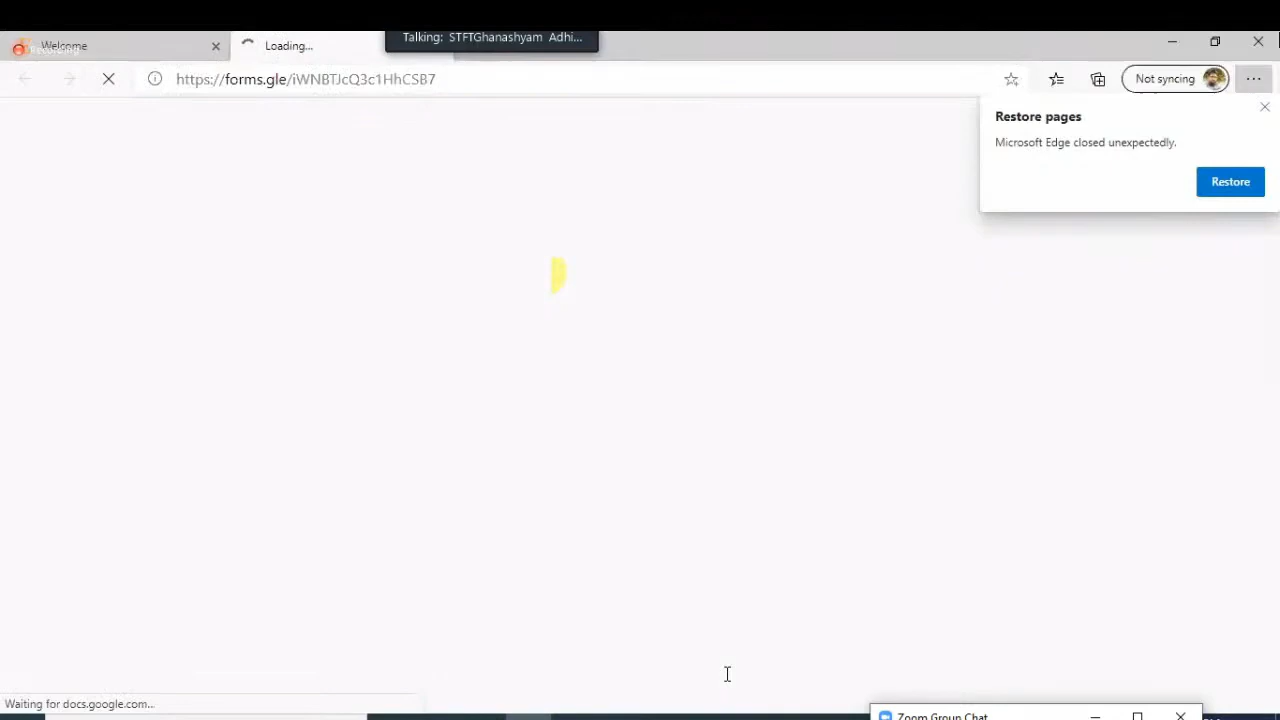 Talking: STFTGhanashyam Adhi...
Welcome
Recording...
Loading...
https://forms.gle/iWNBTJcQ3c1HhCSB7
Not syncing
Restore pages
Microsoft Edge closed unexpectedly.
Restore
Waiting for docs.google.com...
Zoom Group Chat